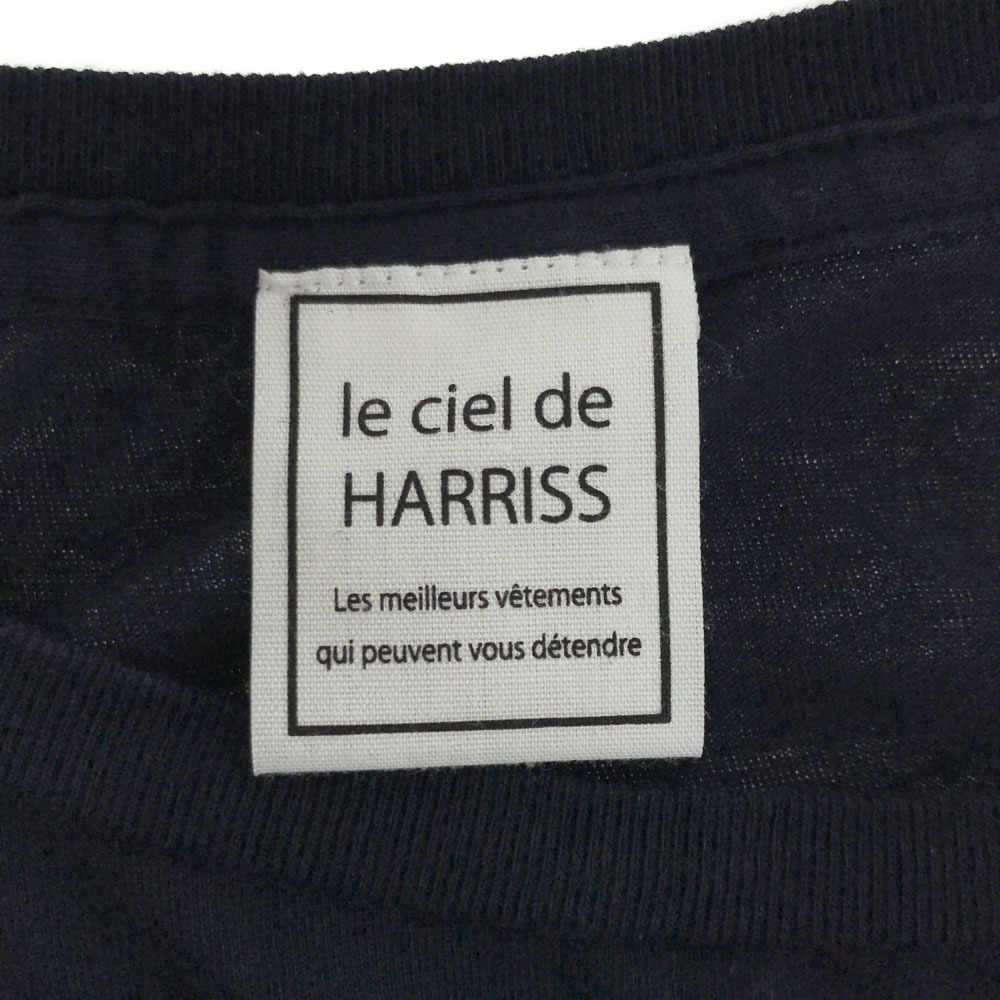 le ciel de
HARRISS
Les meilleurs vêtements
qui peuvent vous détendre